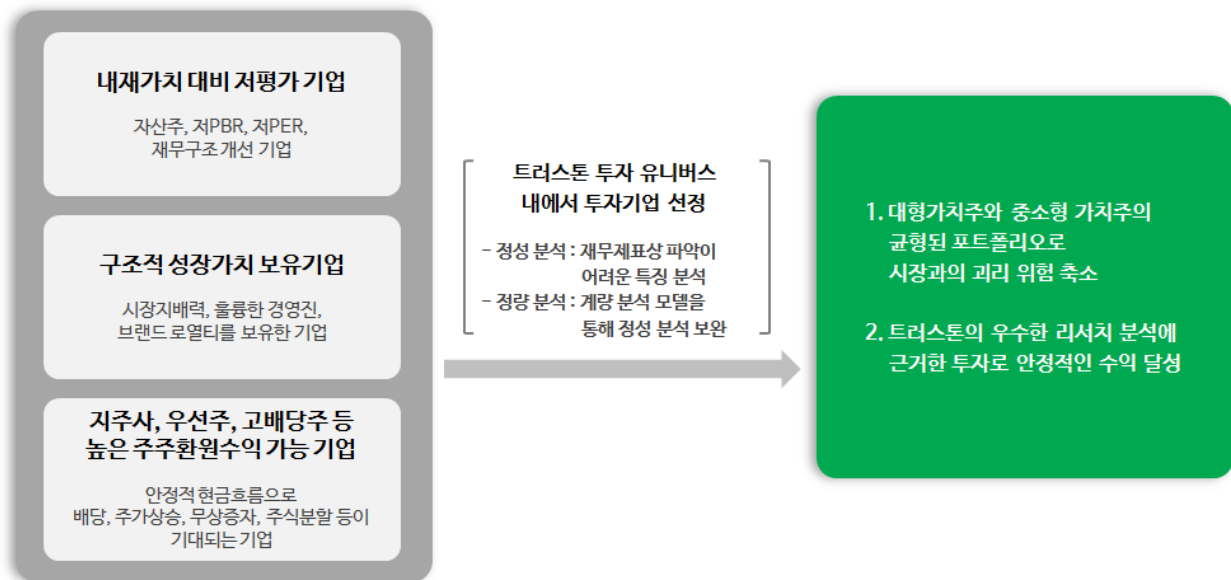 내재가치 대비 저평가 기업
자산주, 저PBR, 저PER,
재무구조 개선 기업
구조적 성장가치 보유기업
시장지배력, 훌륭한 경영진,
브랜드 로열티를 보유한 기업
지주사, 우선주, 고배당주 등
높은 주주환원수익 가능 기업
안정적 현금흐름으로
배당, 주가상승, 무상증자, 주식분할 등이
기대되는 기업
트러스톤 투자 유니버스
내에서 투자기업 선정
- 정성 분석 : 재무제표상 파악이
어려운 특징 분석
- 정량 분석 : 계량 분석 모델을
통해 정성 분석 보완
1. 대형가치주와 중소형 가치주의
균형된 포트폴리오로
시장과의 괴리 위험 축소
2. 트러스톤의 우수한 리서치 분석에
근거한 투자로 안정적인 수익 달성